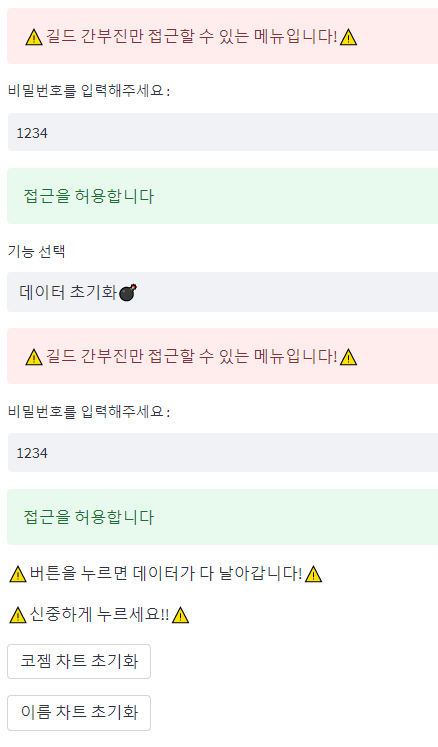 ⚠️길드 간부진만 접근할 수 있는 메뉴입니다!⚠️
비밀번호를 입력해주세요:
1234
접근을 허용합니다
기능 선택
데이터 초기화💣
⚠️길드 간부진만 접근할 수 있는 메뉴입니다!⚠️
비밀번호를 입력해주세요:
1234
접근을 허용합니다
⚠️버튼을 누르면 데이터가 다 날아갑니다!⚠️
⚠️신중하게 누르세요!!⚠️
코젬 차트 초기화
이름 차트 초기화